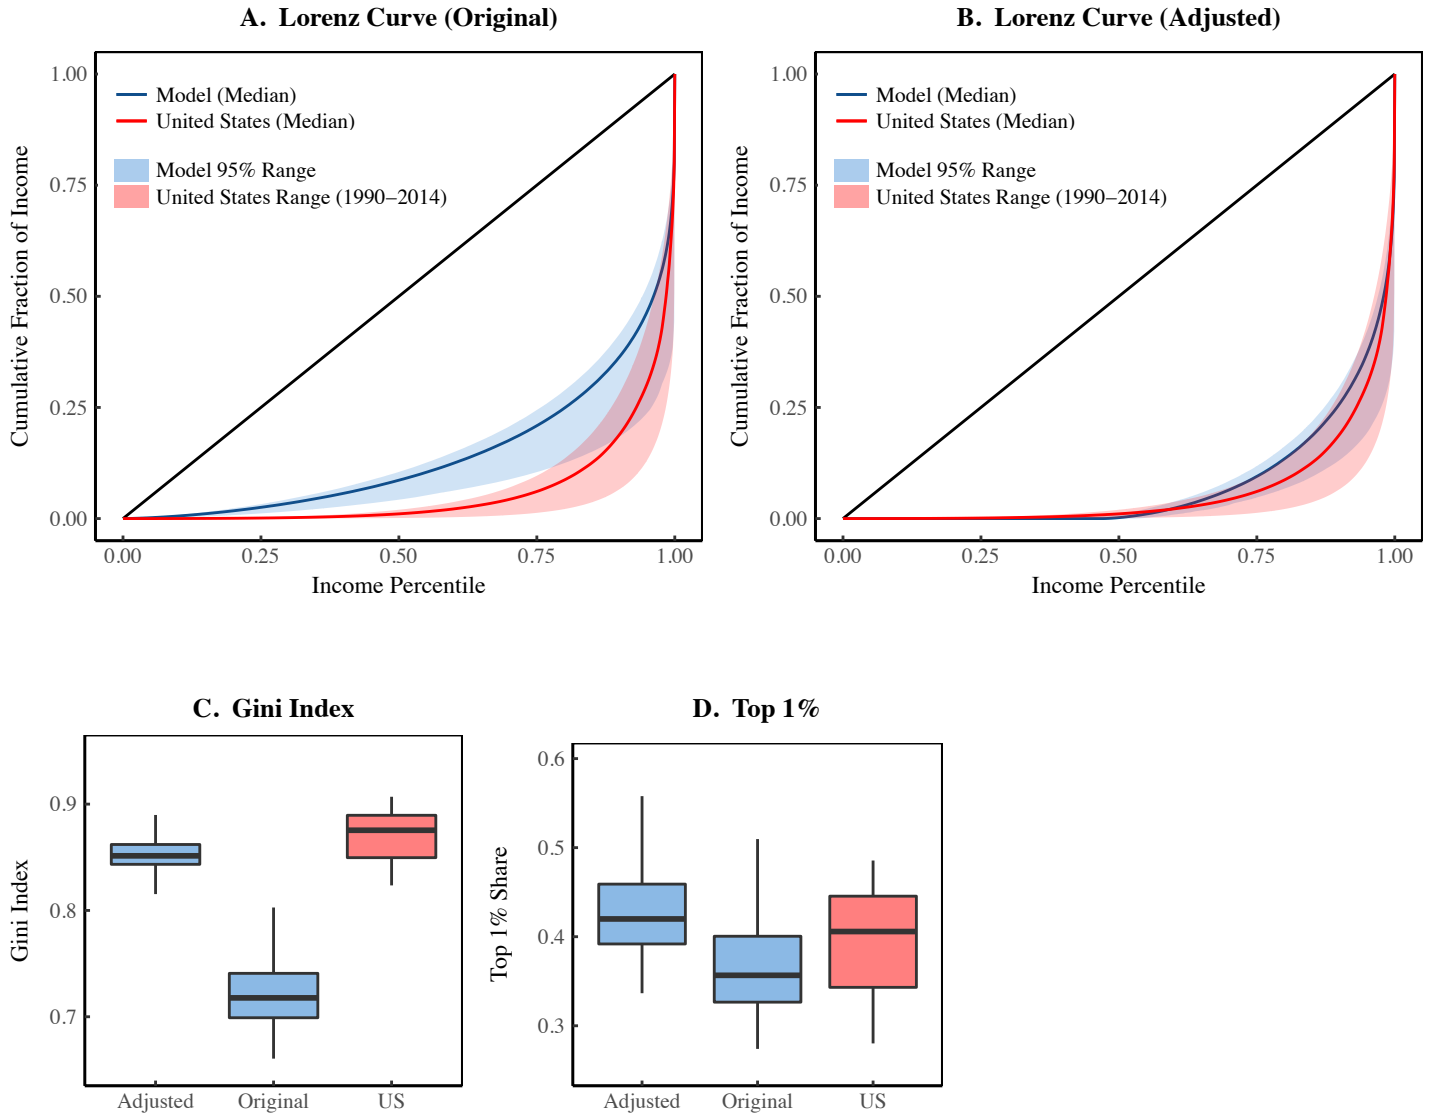 A. Lorenz Curve (Original)
Cumulative Fraction of Income
1.00
0.75
0.50
0.25
0.00
Model (Median)
United States (Median)
Model 95% Range
United States Range (1990–2014)
0.00 0.25 0.50 0.75 1.00
Income Percentile
B. Lorenz Curve (Adjusted)
Cumulative Fraction of Income
1.00
0.75
0.50
0.25
0.00
Model (Median)
United States (Median)
Model 95% Range
United States Range (1990–2014)
0.00 0.25 0.50 0.75 1.00
Income Percentile
C. Gini Index
Gini Index
0.9
0.8
0.7
Adjusted Original US
D. Top 1%
Top 1% Share
0.6
0.5
0.4
0.3
Adjusted Original US